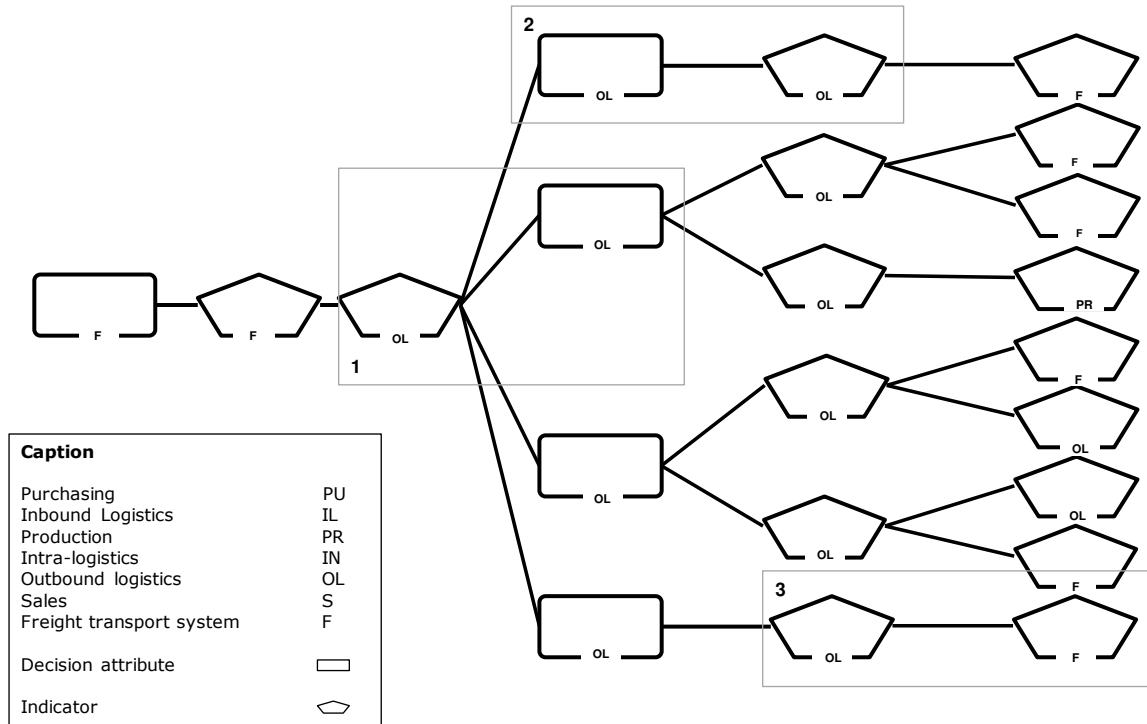 2
OL
OL
F
F
OL
F
OL
OL
PR
F
F
OL
1
F
OL
OL
OL
OL
OL
F
3
OL
OL
F
Caption
Purchasing PU
Inbound Logistics IL
Production PR
Intra-logistics IN
Outbound logistics OL
Sales S
Freight transport system F
Decision attribute
Indicator